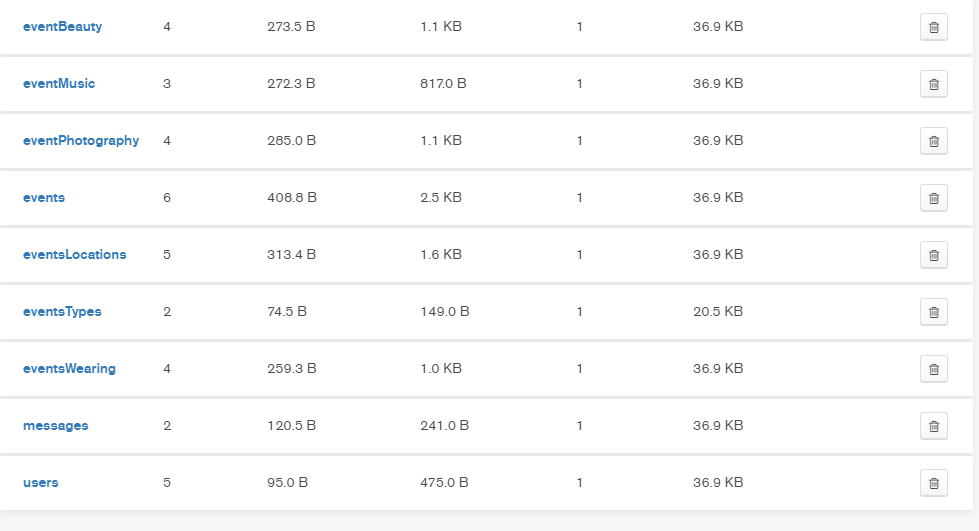 eventBeauty 4 273.5 B 1.1 KB 1 36.9 KB
eventMusic 3 272.3 B 817.0 B 1 36.9 KB
eventPhotography 4 285.0 B 1.1 KB 1 36.9 KB
events 6 408.8 B 2.5 KB 1 36.9 KB
eventsLocations 5 313.4 B 1.6 KB 1 36.9 KB
eventsTypes 2 74.5 B 149.0 B 1 20.5 KB
eventsWearing 4 259.3 B 1.0 KB 1 36.9 KB
messages 2 120.5 B 241.0 B 1 36.9 KB
users 5 95.0 B 475.0 B 1 36.9 KB